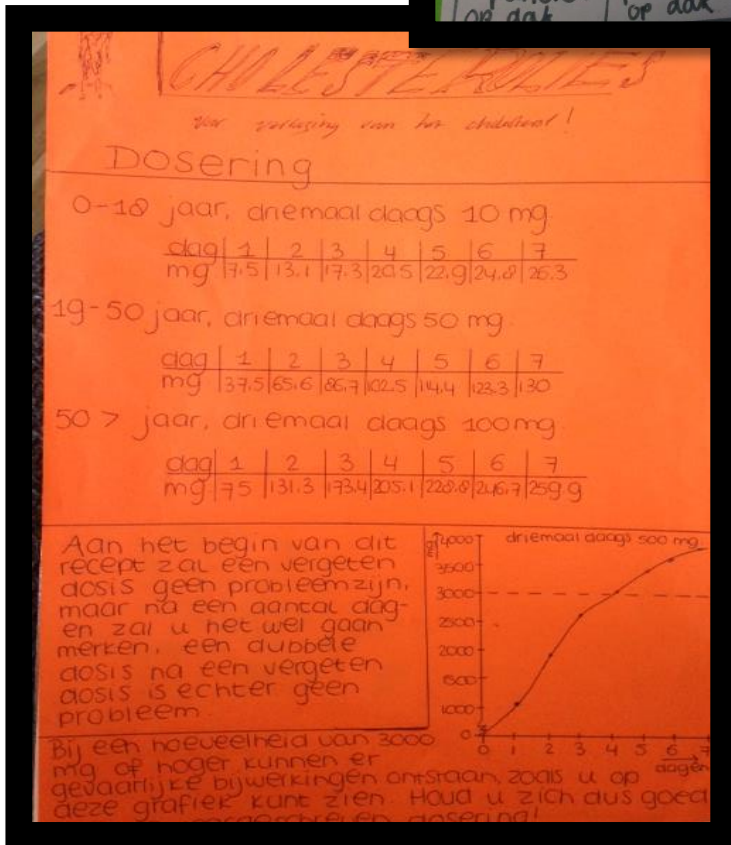 op dak op dak
CHOLESTEROLIES
Voor verlaging van het cholesterol!
Dosering
0-18 jaar, driemaal daags 10 mg.
dag 1 2 3 4 5 6 7
mg 7.5 13.1 17.3 20.5 22.9 24.8 26.3
19-50 jaar, driemaal daags 50 mg.
dag 1 2 3 4 5 6 7
mg 37.5 65.6 86.7 102.5 114.4 123.3 130
50 > jaar, driemaal daags 100mg.
dag 1 2 3 4 5 6 7
mg 75 131.3 173.4 205.1 228.8 246.7 259.9
Aan het begin van dit
recept zal een vergeten
dosis geen probleem zijn,
maar na een aantal dag-
en zal u het wel gaan
merken, een dubbele
dosis na een vergeten
dosis is echter geen
probleem.
driemaal daags 500 mg.
mg
4000
3500
3000
2500
2000
1500
1000
0
0 1 2 3 4 5 6 7
dagen
Bij een hoeveelheid van 3000
mg of hoger kunnen er
gevaarlijke bijwerkingen ontstaan, zoals u op
deze grafiek kunt zien. Houd u zich dus goed
dosering!